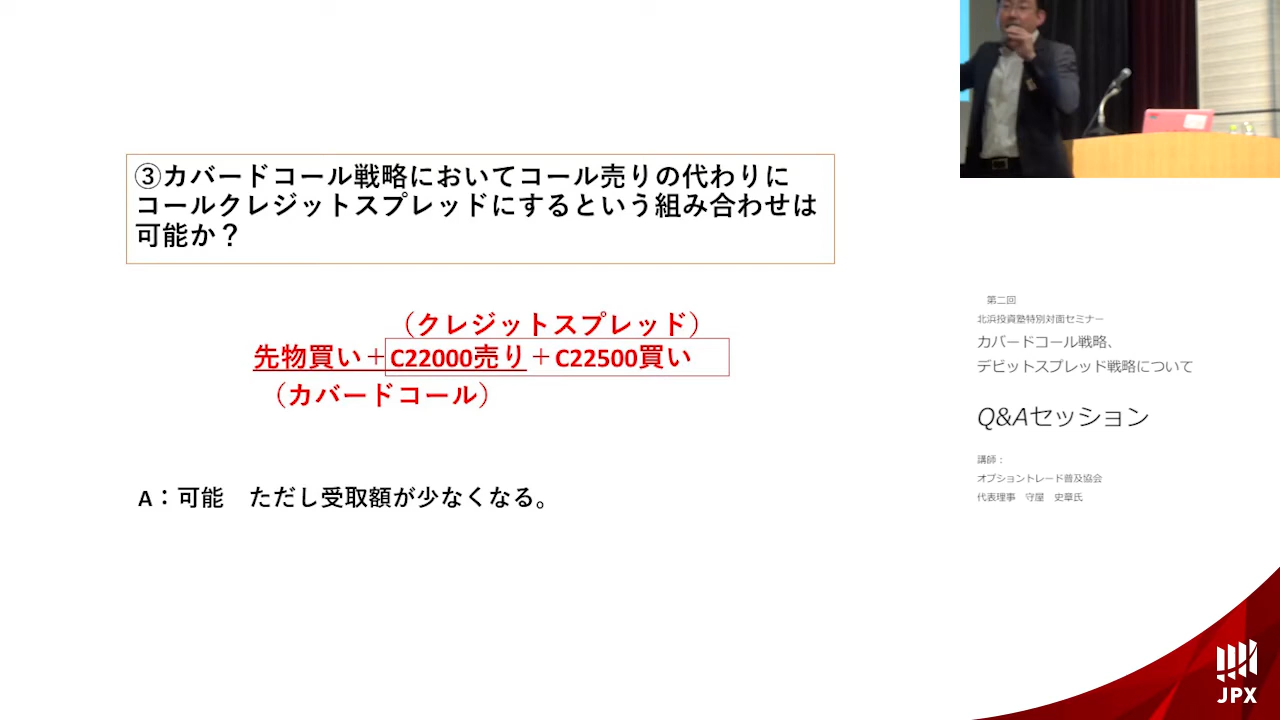 ③カバードコール戦略においてコール売りの代わりに
コールクレジットスプレッドにするという組み合わせは
可能か？
（クレジットスプレッド）
先物買い＋C22000売り＋C22500買い
（カバードコール）
A：可能　ただし受取額が少なくなる。
第二回
北浜投資塾特別対面セミナー
カバードコール戦略、
デビットスプレッド戦略について
Q&Aセッション
講師：
オプショントレード普及協会
代表理事　守屋　史章氏
JPX